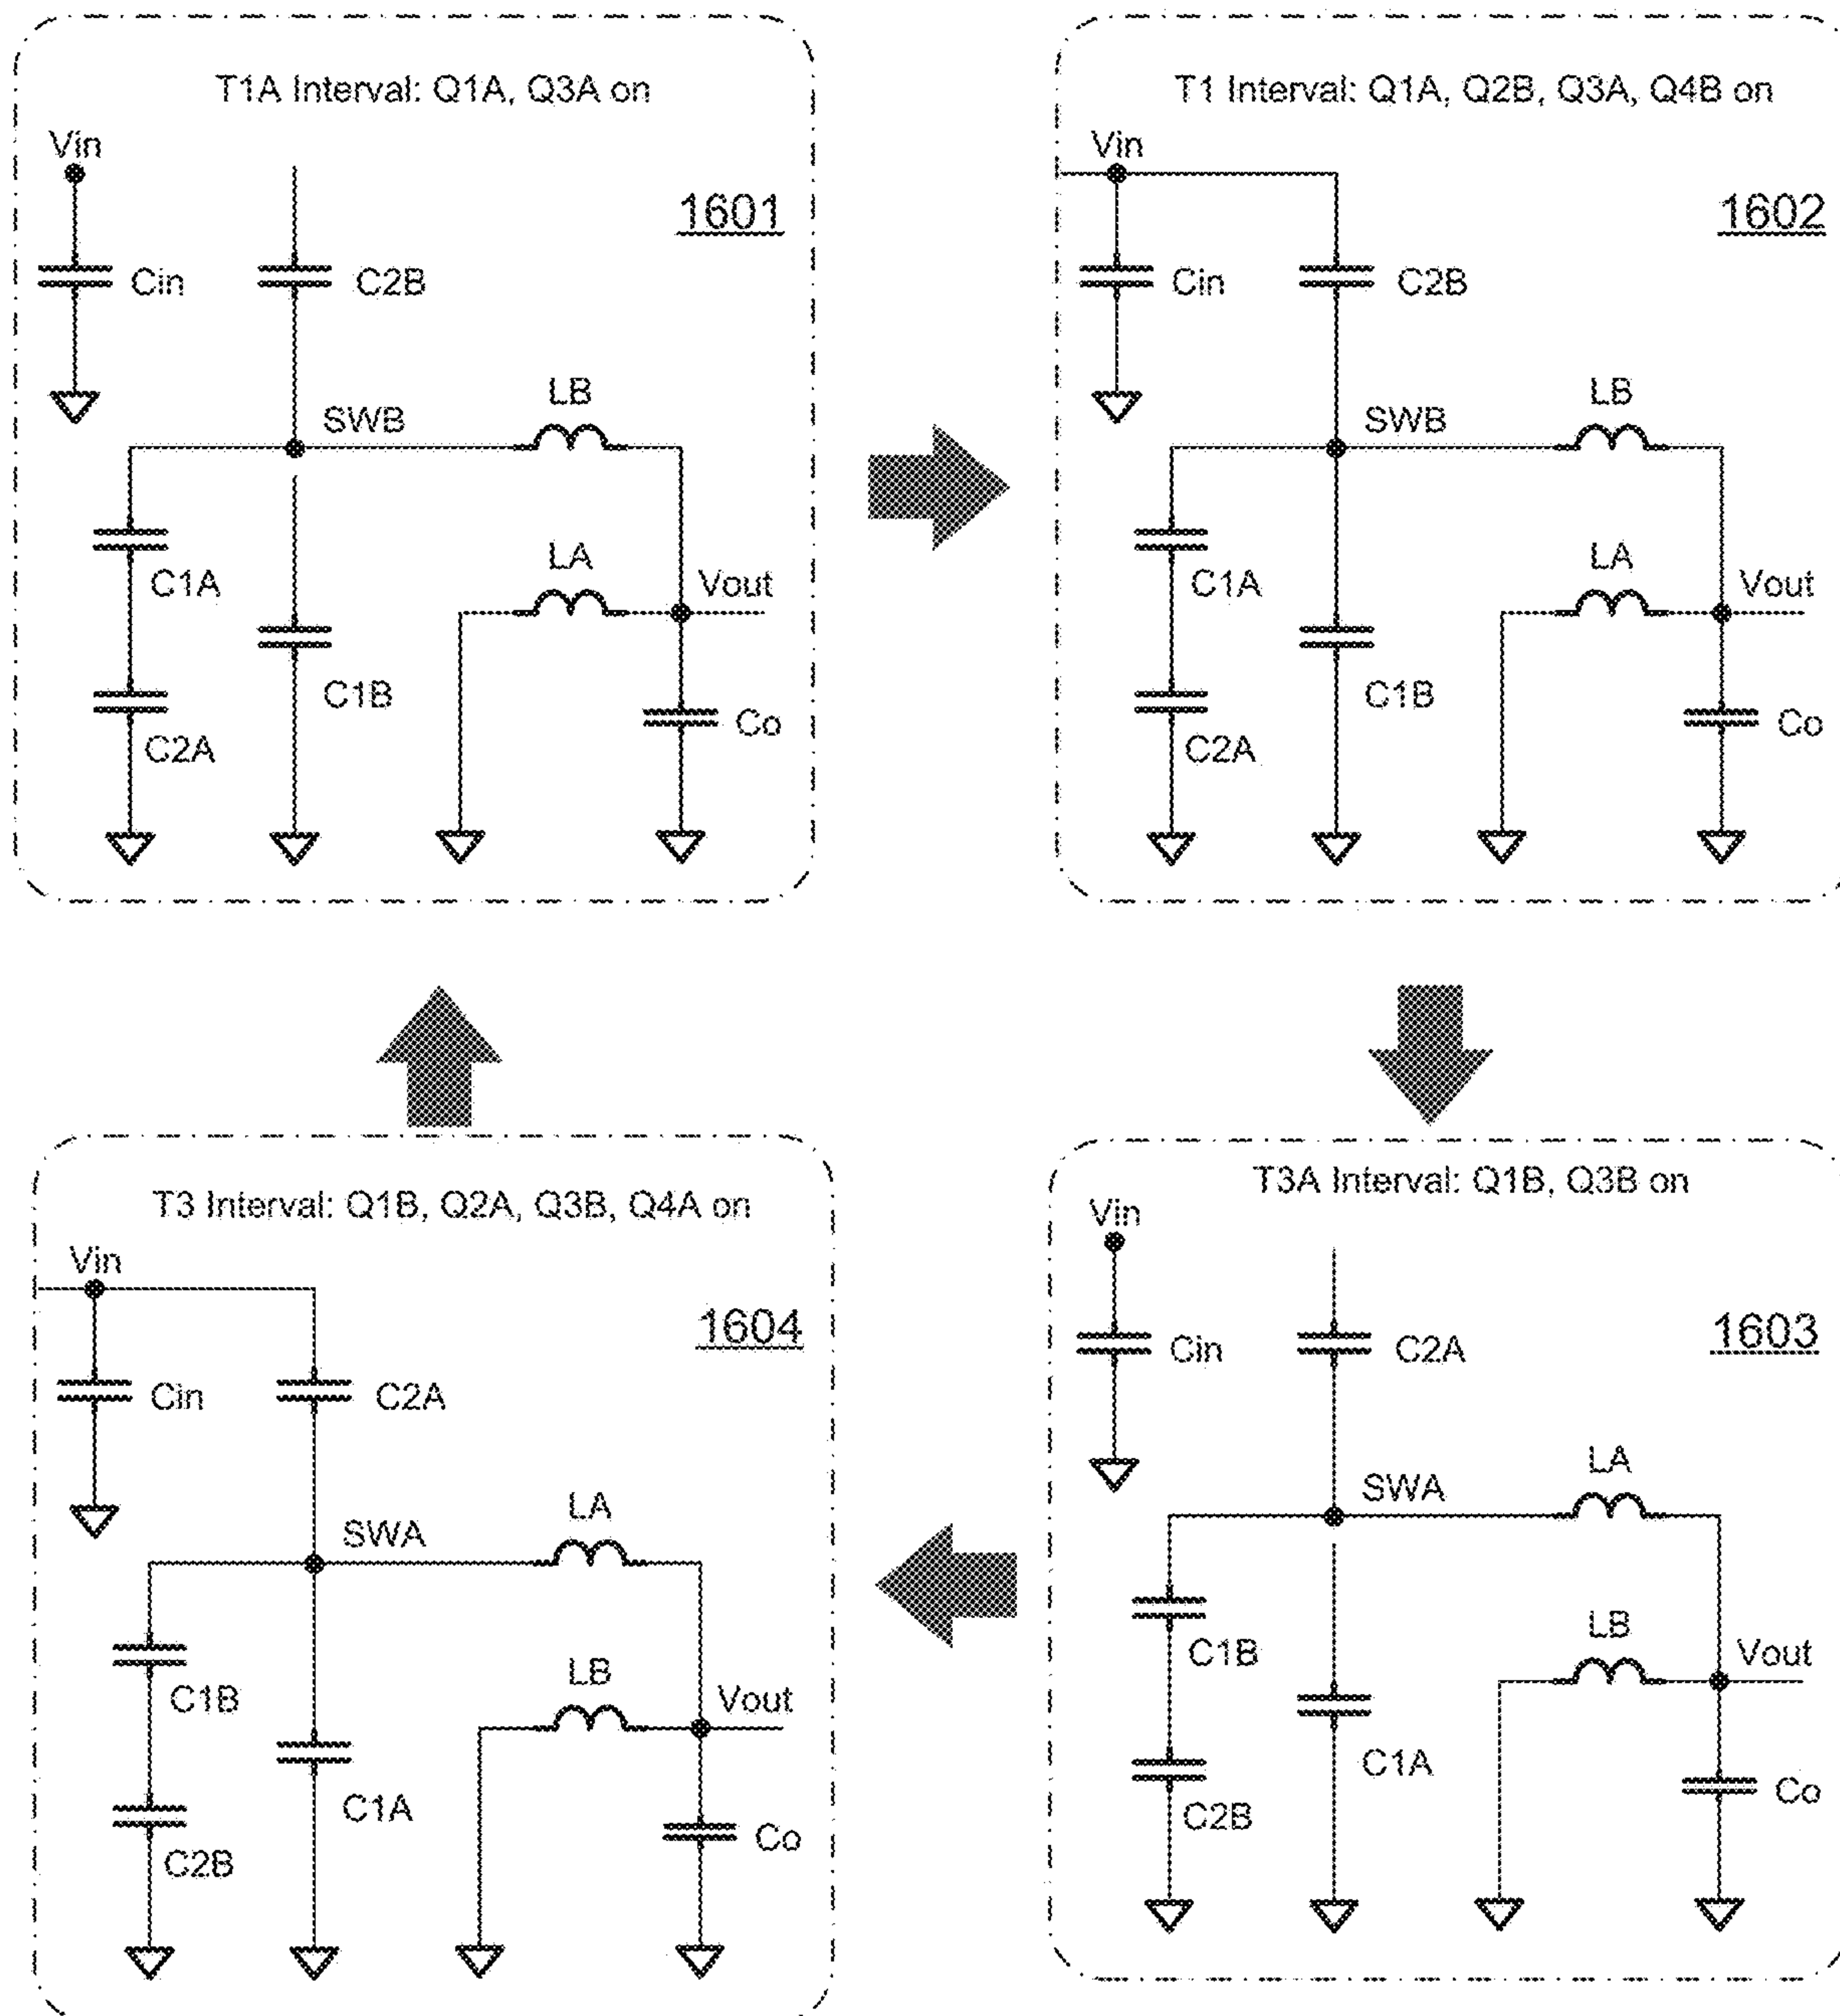 T1A Interval: Q1A, Q3A on
Vin
1601
Cin
C2B
LB
SWB
LA
C1A
Vout
C1B
C2A
Co
T1 Interval: Q1A, Q2B, Q3A, Q4B on
Vin
1602
Cin
C2B
LB
SWB
LA
C1A
Vout
C1B
C2A
Co
T3 Interval: Q1B, Q2A, Q3B, Q4A on
Vin
1604
Cin
C2A
LA
SWA
LB
C1B
Vout
C1A
C2B
Co
T3A Interval: Q1B, Q3B on
Vin
1603
Cin
C2A
LA
SWA
LB
C1B
Vout
C1A
C2B
Co